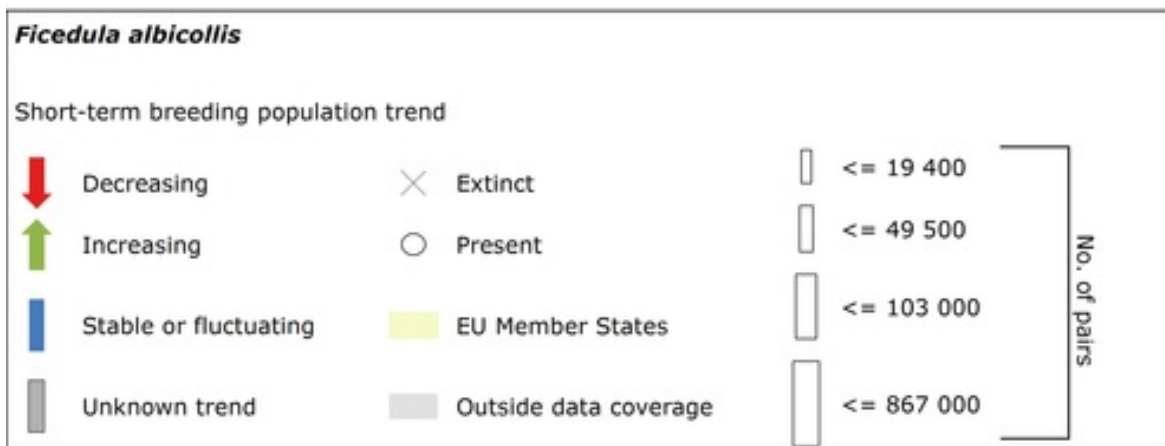 Ficedula albicollis
Short-term breeding population trend
Decreasing
Increasing
Stable or fluctuating
Unknown trend
Extinct
Present
EU Member States
Outside data coverage
<= 19 400
<= 49 500
<= 103 000
<= 867 000
No. of pairs